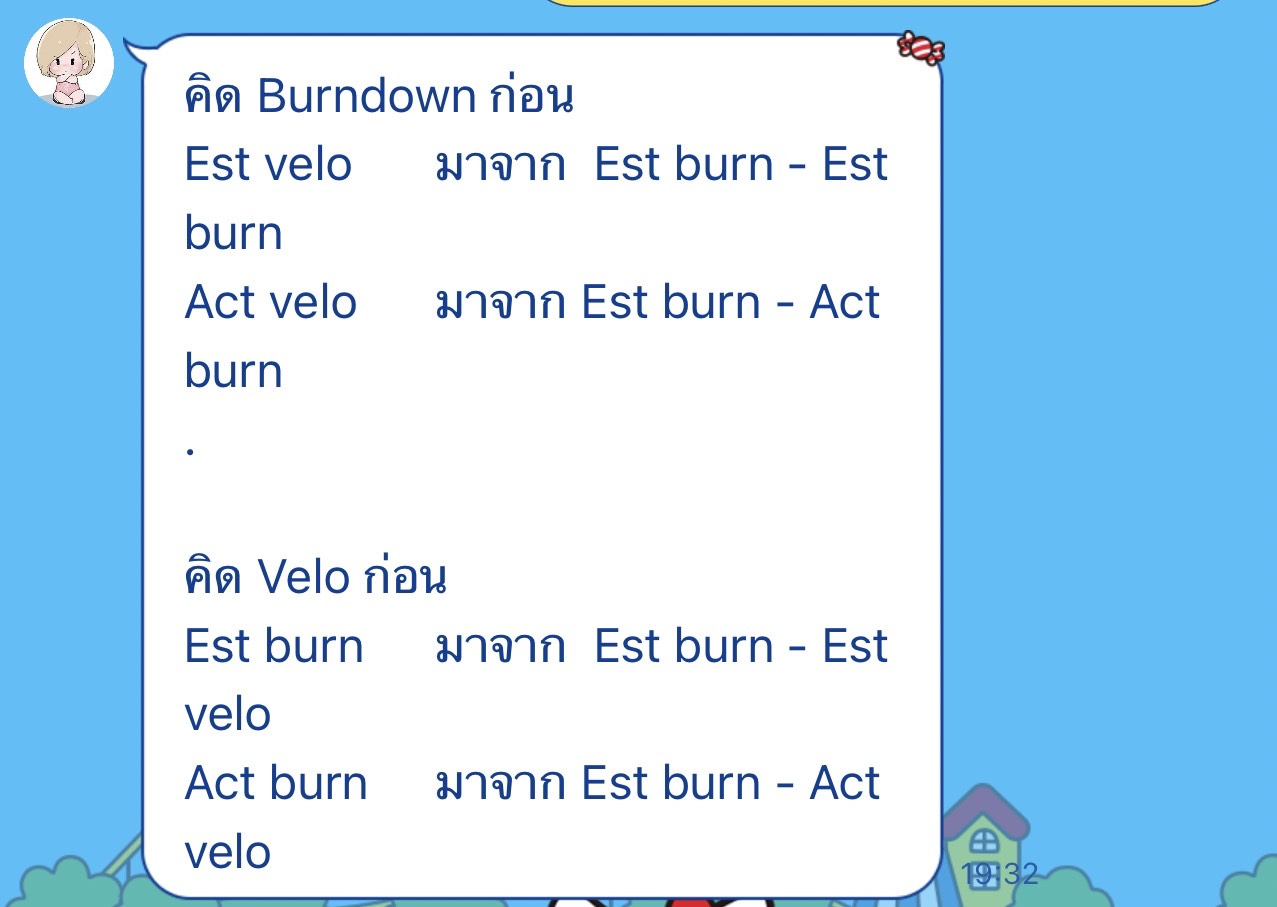 คิด Burndown ก่อน
Est velo มาจาก Est burn - Est
burn
Act velo มาจาก Est burn - Act
burn
.
คิด Velo ก่อน
Est burn มาจาก Est burn - Est
velo
Act burn มาจาก Est burn - Act
velo
19:32